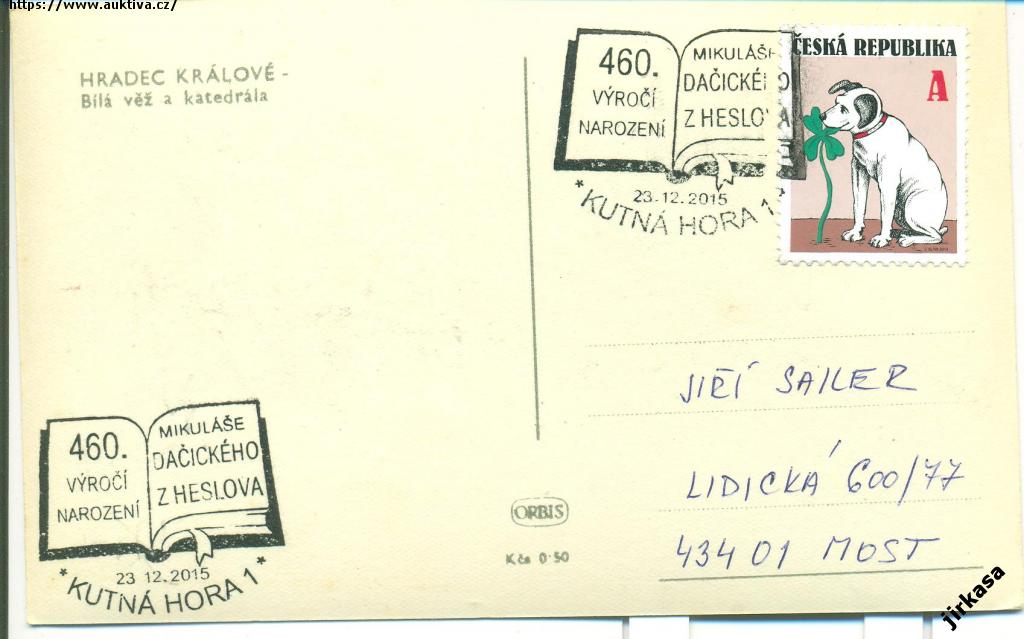 https://www.auktiva.cz/
HRADEC KRÁLOVÉ -
Bílá věž a katedrála
460.
VÝROČÍ
NAROZENÍ
MIKULÁŠE
DAČICKÉHO
Z HESLOVA
23.12.2015
*KUTNÁ HORA 1*
ČESKÁ REPUBLIKA
A
JIŘÍ SAILER
LIDICKÁ 600/77
434 01 MOST
460.
VÝROČÍ
NAROZENÍ
MIKULÁŠE
DAČICKÉHO
Z HESLOVA
23 12.2015
*KUTNÁ HORA 1*
ORBIS
Kčs 0·50
jirkasa